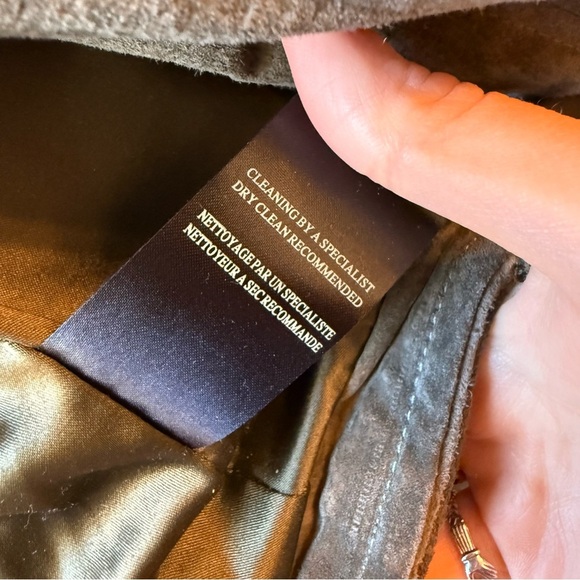 CLEANING BY A SPECIALIST
DRY CLEAN RECOMMENDED
NETTOYAGE PAR UN SPECIALISTE
NETTOYEUR A SEC RECOMMANDE